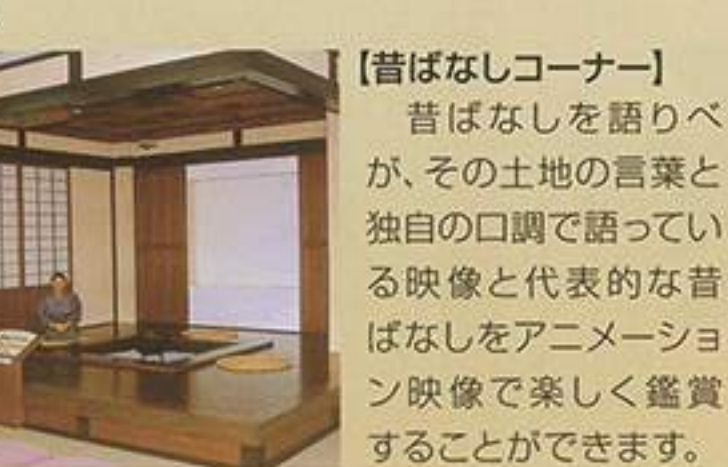 【昔ばなしコーナー】
昔ばなしを語りべ
が、その土地の言葉と
独自の口調で語ってい
る映像と代表的な昔
ばなしをアニメーショ
ン映像で楽しく鑑賞
することができます。